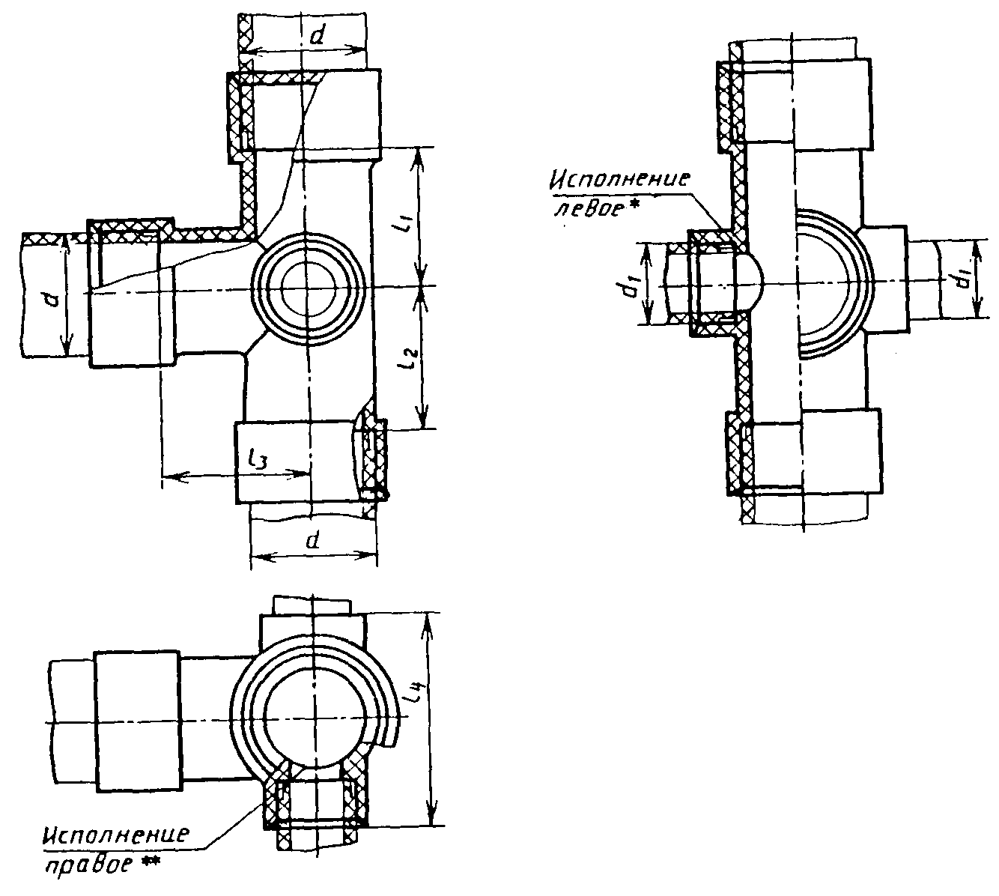 d
l₁
Исполнение
левое*
d
d₁
d₁
l₂
l₃
d
l₄
Исполнение
правое**